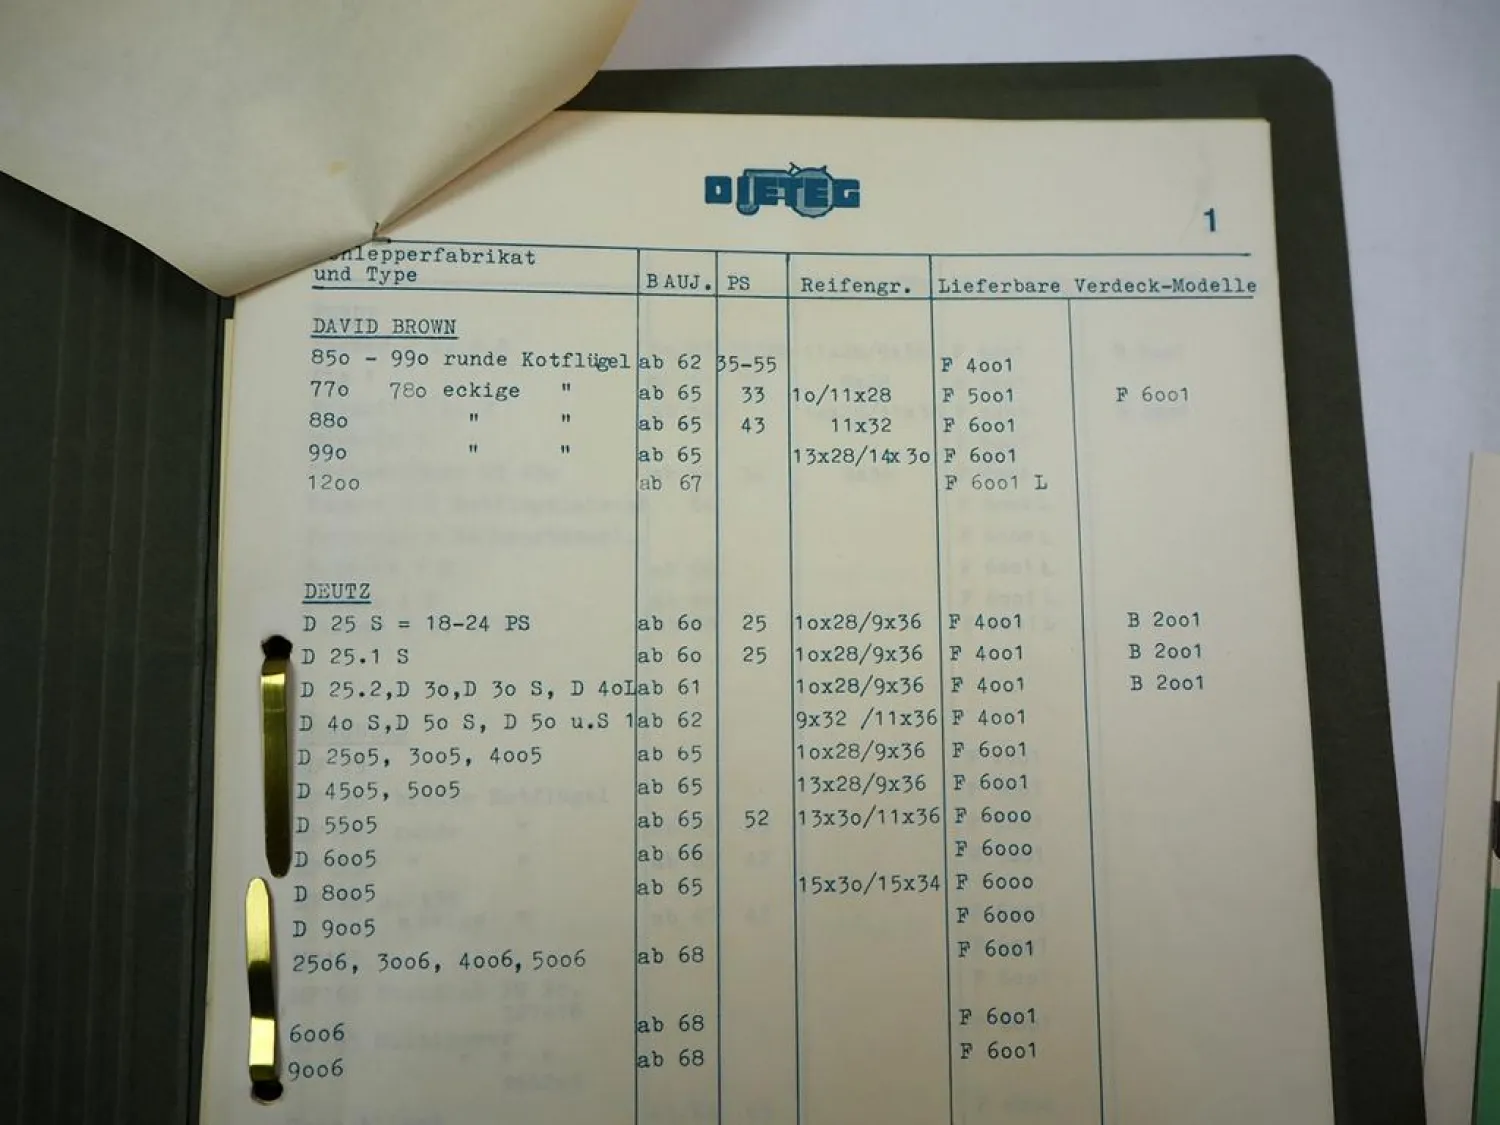 DIETEG
1
hlepperfabrikat
und Type BAUJ. PS Reifengr. Lieferbare Verdeck-Modelle
DAVID BROWN
85o - 99o runde Kotflügel ab 62 35-55 F 4oo1
77o 78o eckige " ab 65 33 1o/11x28 F 5oo1 F 6oo1
88o " " ab 65 43 11x32 F 6oo1
99o " " ab 65 13x28/14x 3o F 6oo1
12oo ab 67 F 6oo1 L
DEUTZ
D 25 S = 18-24 PS ab 6o 25 1ox28/9x36 F 4oo1 B 2oo1
D 25.1 S ab 6o 25 1ox28/9x36 F 4oo1 B 2oo1
D 25.2,D 3o,D 3o S, D 4oL ab 61 1ox28/9x36 F 4oo1 B 2oo1
D 4o S,D 5o S, D 5o u.S 1 ab 62 9x32 /11x36 F 4oo1
D 25o5, 3oo5, 4oo5 ab 65 1ox28/9x36 F 6oo1
D 45o5, 5oo5 ab 65 13x28/9x36 F 6oo1
D 55o5 ab 65 52 13x3o/11x36 F 6ooo
D 6oo5 ab 66 F 6ooo
D 8oo5 ab 65 15x3o/15x34 F 6ooo
D 9oo5 F 6ooo
25o6, 3oo6, 4oo6, 5oo6 ab 68 F 6oo1
6oo6 ab 68 F 6oo1
9oo6 ab 68 F 6oo1